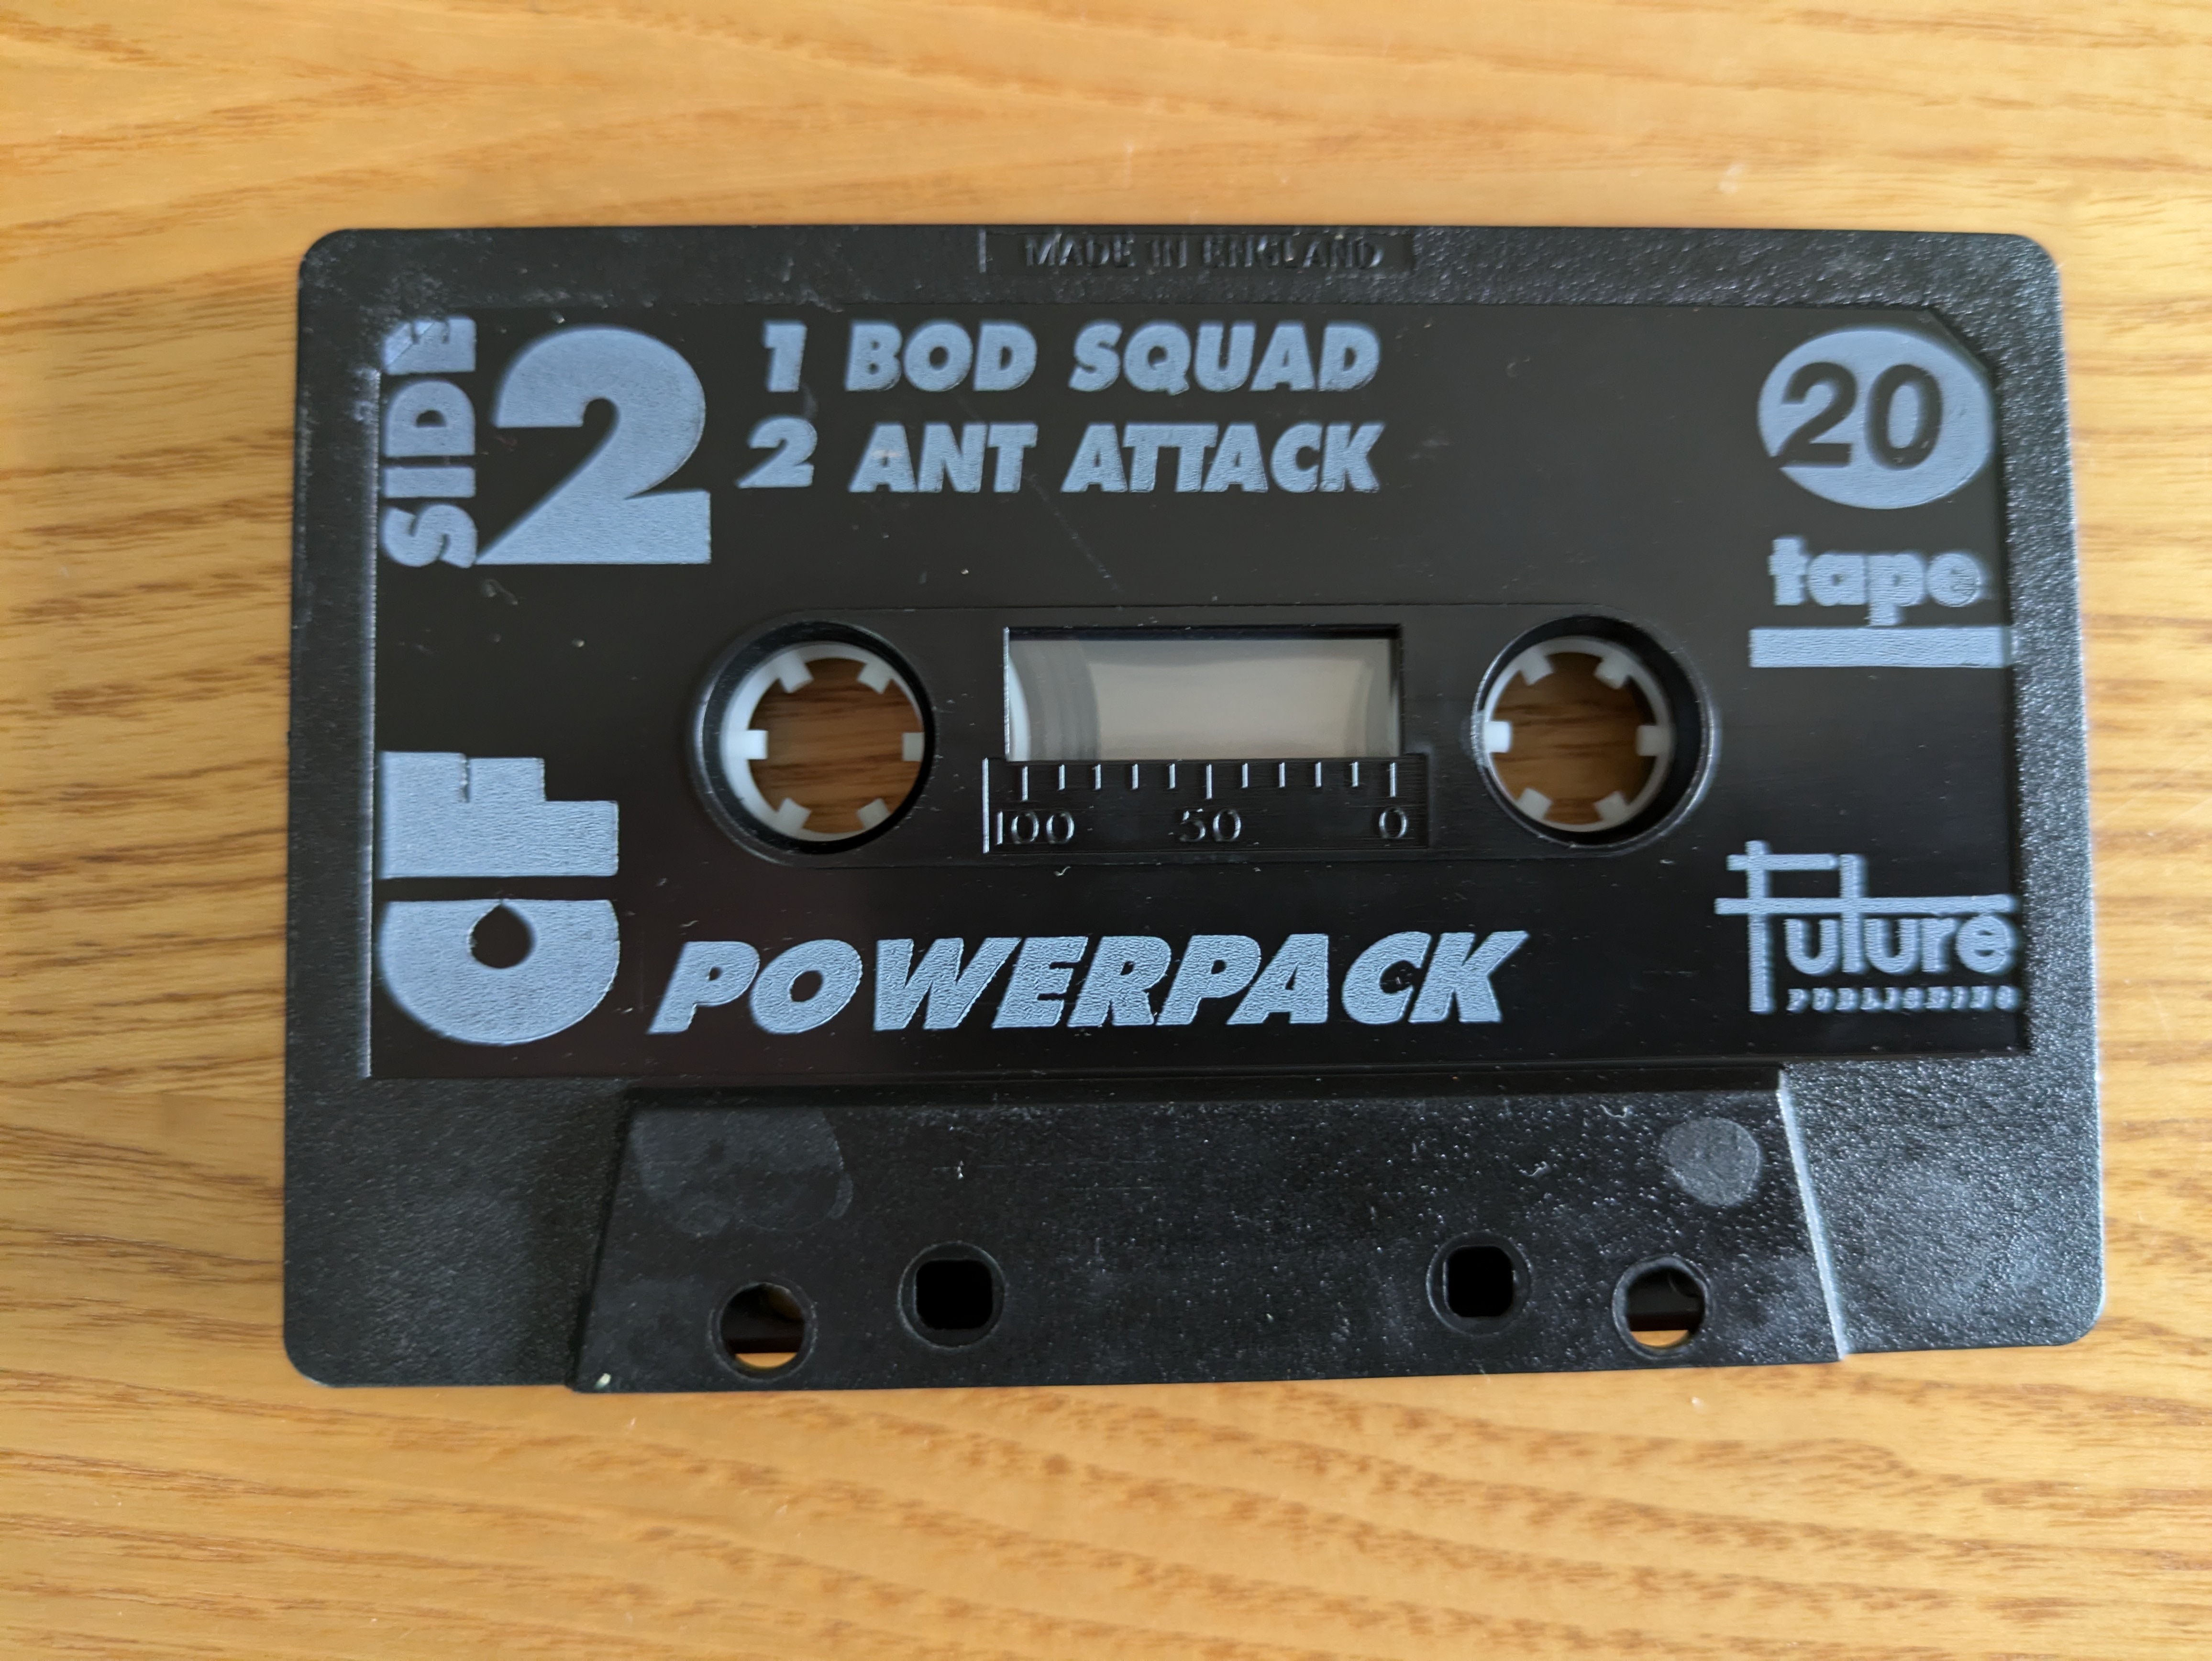 MADE IN ENGLAND
SIDE 2
1 BOD SQUAD
2 ANT ATTACK
20
tape
100 50 0
CF
POWERPACK
future
PUBLISHING